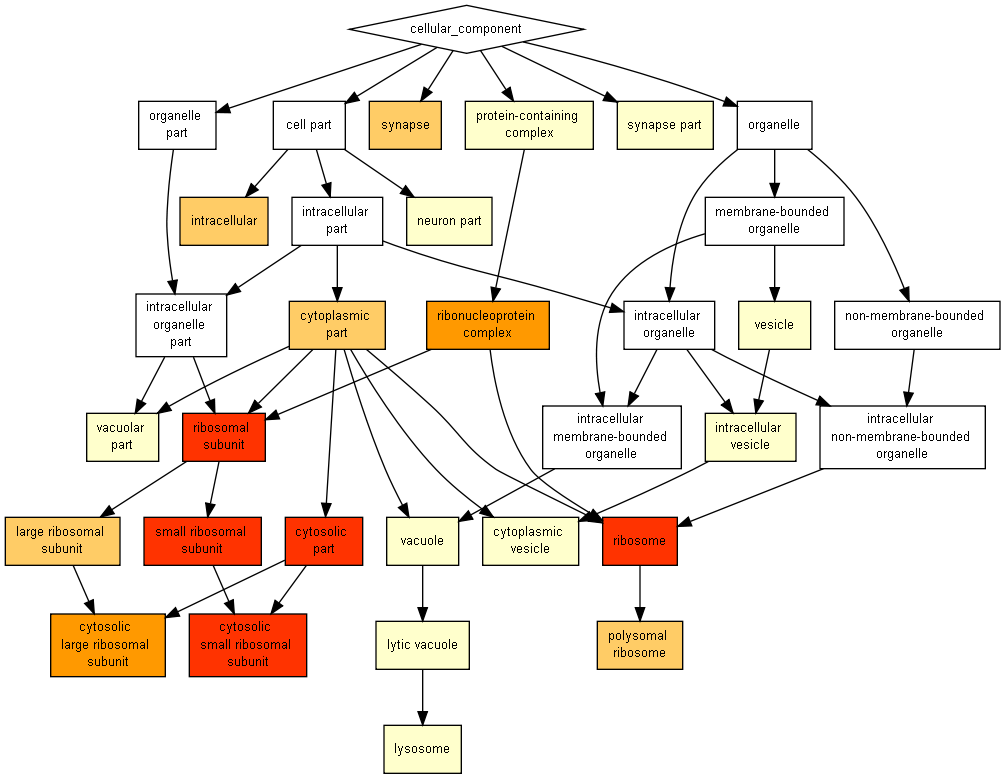 cellular_component
organelle
part
cell part
synapse
protein-containing
complex
synapse part
organelle
intracellular
intracellular
part
neuron part
membrane-bounded
organelle
intracellular
organelle
part
cytoplasmic
part
ribonucleoprotein
complex
intracellular
organelle
vesicle
non-membrane-bounded
organelle
vacuolar
part
ribosomal
subunit
intracellular
membrane-bounded
organelle
intracellular
vesicle
intracellular
non-membrane-bounded
organelle
large ribosomal
subunit
small ribosomal
subunit
cytosolic
part
vacuole
cytoplasmic
vesicle
ribosome
cytosolic
large ribosomal
subunit
cytosolic
small ribosomal
subunit
lytic vacuole
polysomal
ribosome
lysosome